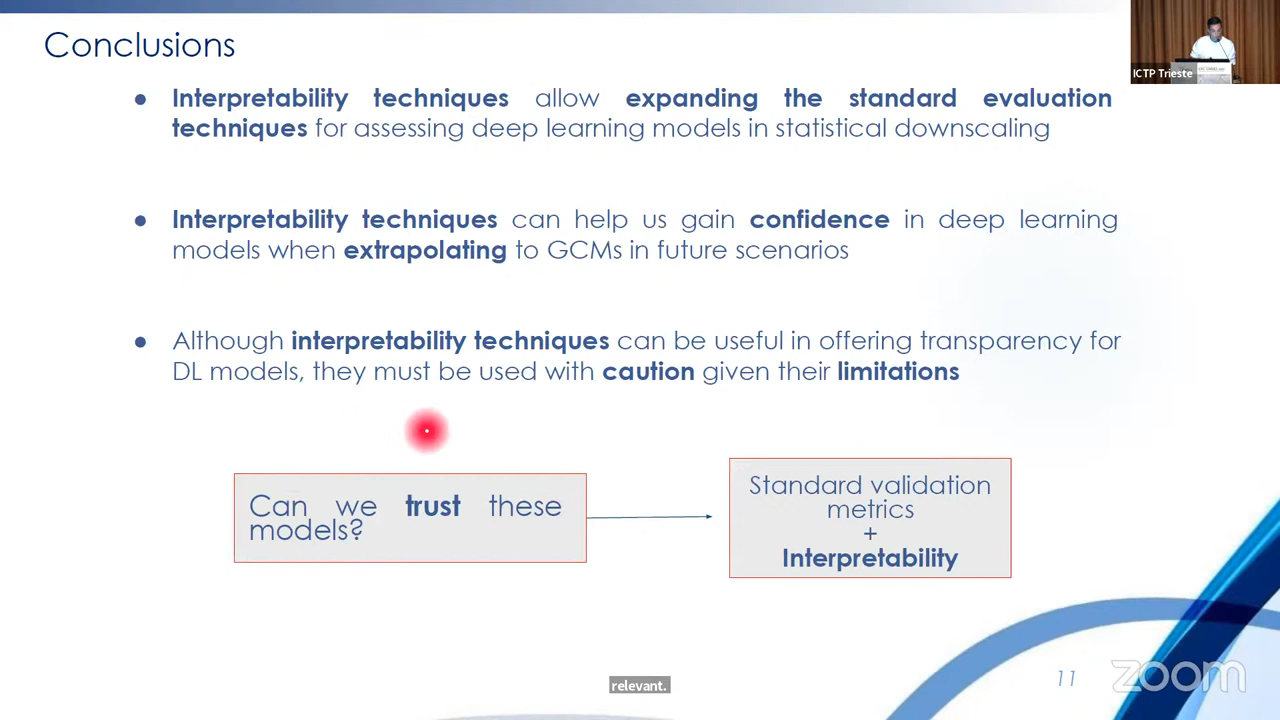 Conclusions
ICTP Trieste
● Interpretability techniques allow expanding the standard evaluation
techniques for assessing deep learning models in statistical downscaling
● Interpretability techniques can help us gain confidence in deep learning
models when extrapolating to GCMs in future scenarios
● Although interpretability techniques can be useful in offering transparency for
DL models, they must be used with caution given their limitations
Can we trust these
models?
Standard validation
metrics
+
Interpretability
11
zoom
relevant.